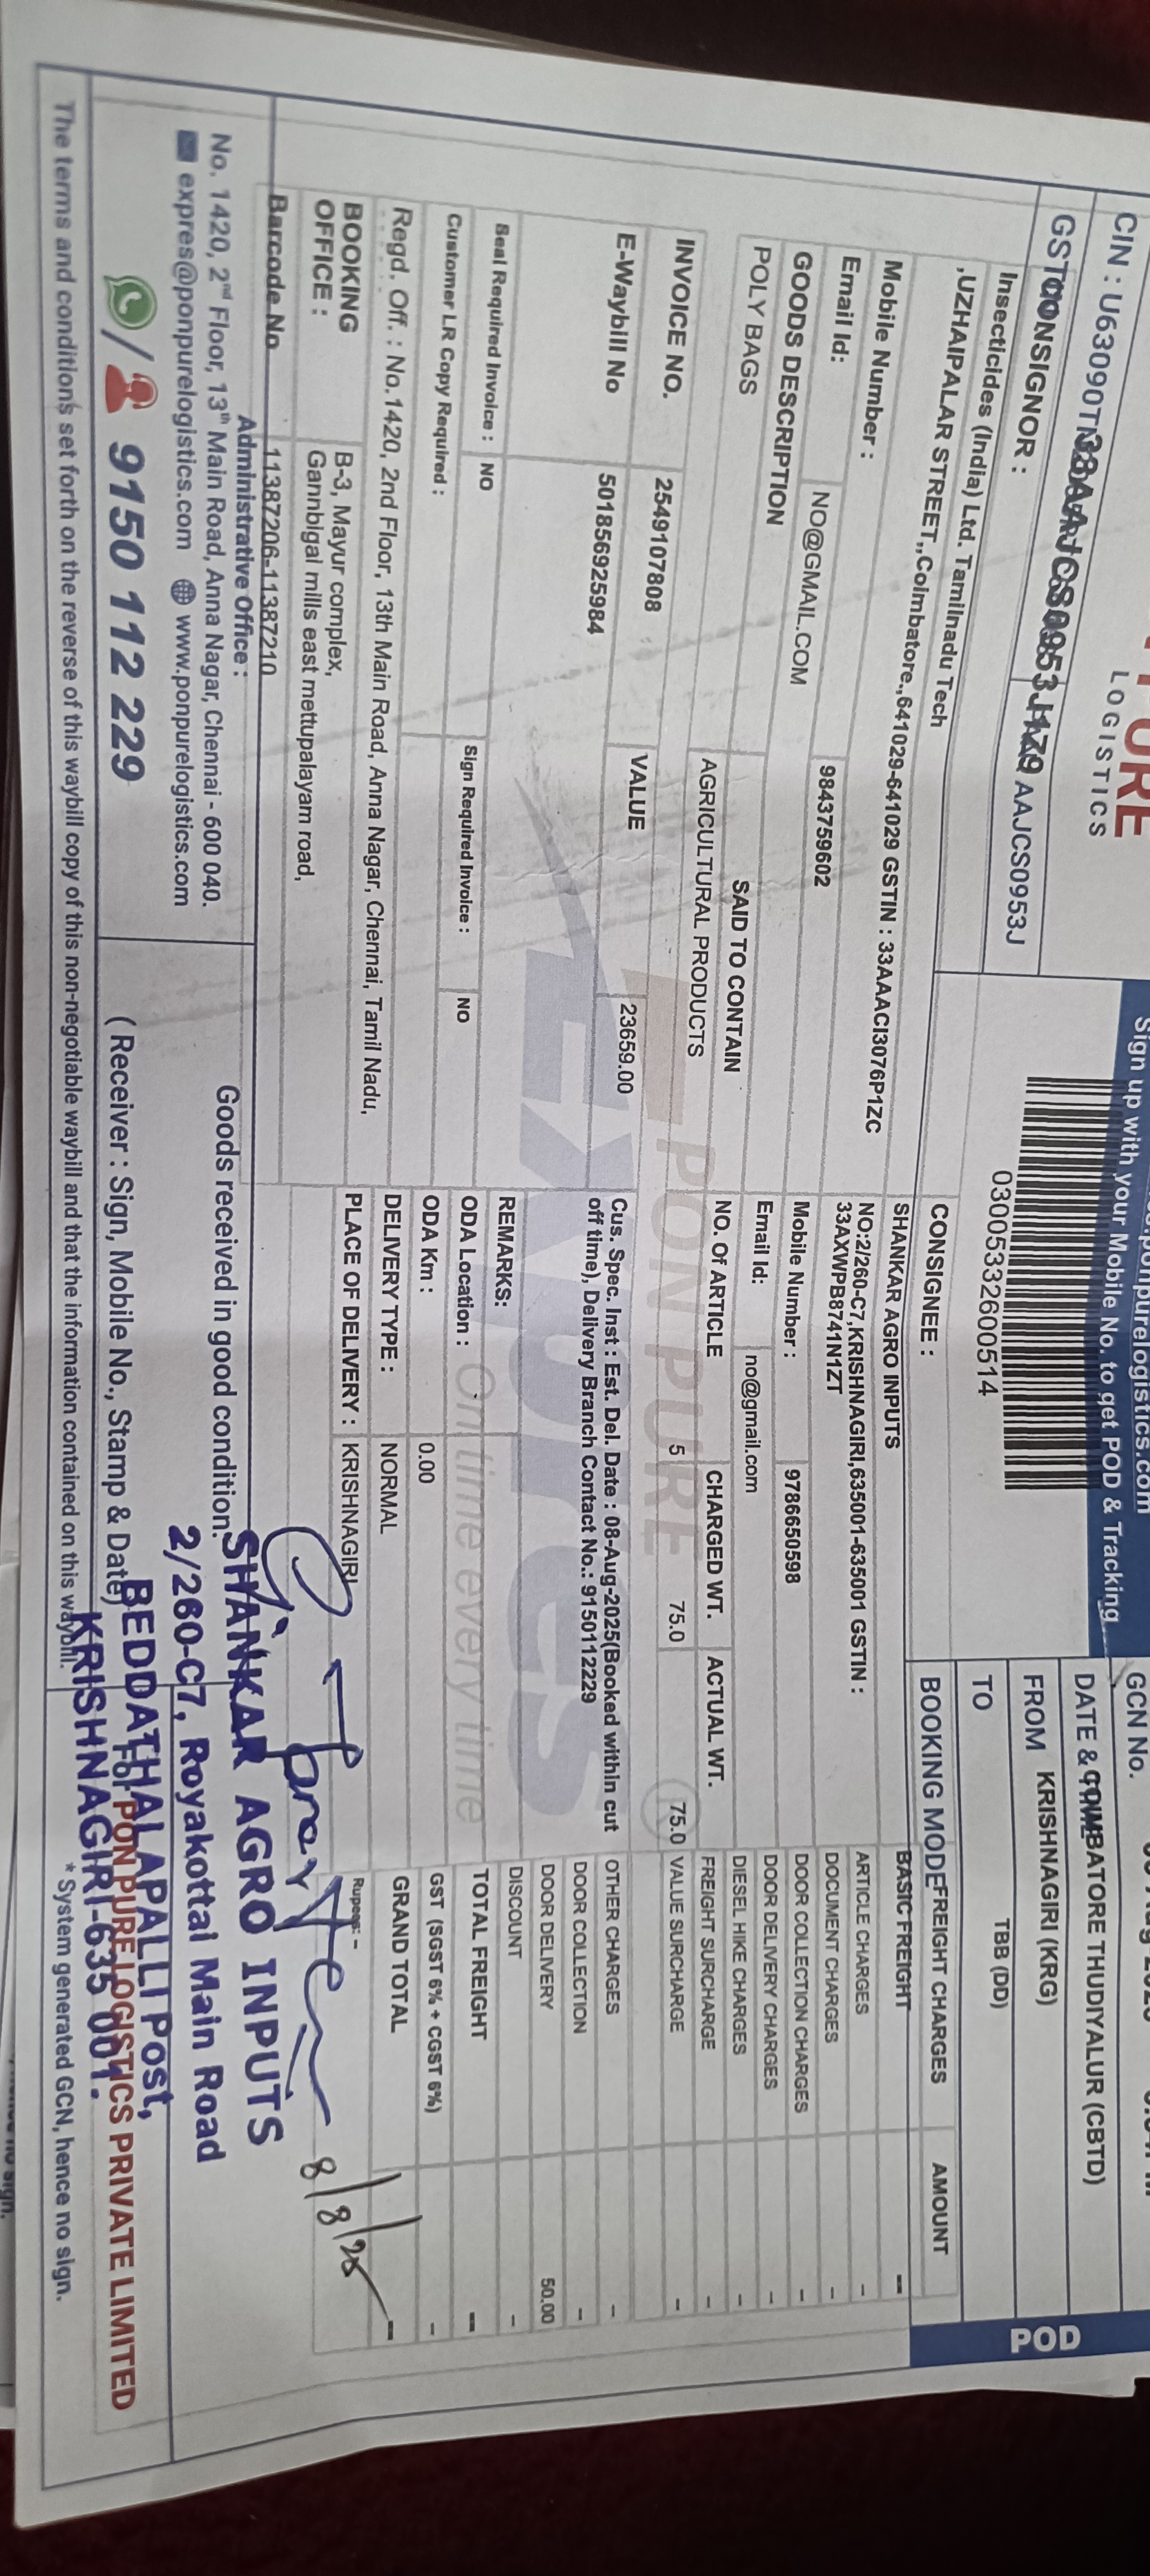 PURE
LOGISTICS
Sign up with your Mobile No. to get POD & Tracking
GCN No.
CIN :
DATE &
COIMBATORE THUDIYALUR (CBTD)
FROM KRISHNAGIRI (KRG)
TO TBB (DD)
POD
0300533260051​4
AAJCS0953J
CONSIGNOR :
CONSIGNEE :
BOOKING MODE
FREIGHT CHARGES AMOUNT
Insecticides (India) Ltd. Tamilnadu Tech
,UZHAIPALAR STREET,,Coimbatore.,641029-641029 GSTIN : 33AAACI3076P1ZC
Mobile Number : 9843759602
Email Id: NO@GMAIL.COM
SHANKAR AGRO INPUTS
NO:2/260-C7,KRISHNAGIRI,635001-635001 GSTIN :
33AXWPB8741N1ZT
Mobile Number : 9786650598
Email Id: no@gmail.com
GOODS DESCRIPTION SAID TO CONTAIN NO. Of ARTICLE CHARGED WT. ACTUAL WT.
POLY BAGS AGRICULTURAL PRODUCTS 5 75.0 75.0
INVOICE NO. 2549107808 VALUE 23659.00
E-Waybill No 501856925984
Cus. Spec. Inst : Est. Del. Date : 08-Aug-2025(Booked within cut
off time), Delivery Branch Contact No.: 9150112229
Seal Required Invoice : NO Sign Required Invoice : NO
Customer LR Copy Required :
REMARKS:
ODA Location :
ODA Km : 0.00
DELIVERY TYPE : NORMAL
PLACE OF DELIVERY : KRISHNAGIRI
Regd. Off. : No.1420, 2nd Floor, 13th Main Road, Anna Nagar, Chennai, Tamil Nadu,
BOOKING OFFICE : B-3, Mayur complex,
Gannbigal mills east mettupalayam road,
Barcode No 11387206-11387210
BASIC FREIGHT -
ARTICLE CHARGES -
DOCUMENT CHARGES -
DOOR COLLECTION CHARGES -
DOOR DELIVERY CHARGES -
DIESEL HIKE CHARGES -
FREIGHT SURCHARGE -
VALUE SURCHARGE -
OTHER CHARGES -
DOOR COLLECTION -
DOOR DELIVERY 50.00
DISCOUNT -
TOTAL FREIGHT -
GST (SGST 6% + CGST 6%) -
GRAND TOTAL -
Rupees: -
PON PURE
Expres
On time every time
8/8/25
Administrative Office :
No. 1420, 2nd Floor, 13th Main Road, Anna Nagar, Chennai - 600 040.
expres@ponpurelogistics.com www.ponpurelogistics.com
/ 9150 112 229
Goods received in good condition.
( Receiver : Sign, Mobile No., Stamp & Date)
SHANKAR AGRO INPUTS
2/260-C7, Royakottai Main Road
BEDDATHALAPALLI Post,
KRISHNAGIRI-635 001.
For PON PURE LOGISTICS PRIVATE LIMITED
The terms and conditions set forth on the reverse of this waybill copy of this non-negotiable waybill and that the information contained on this waybill.
* System generated GCN, hence no sign.